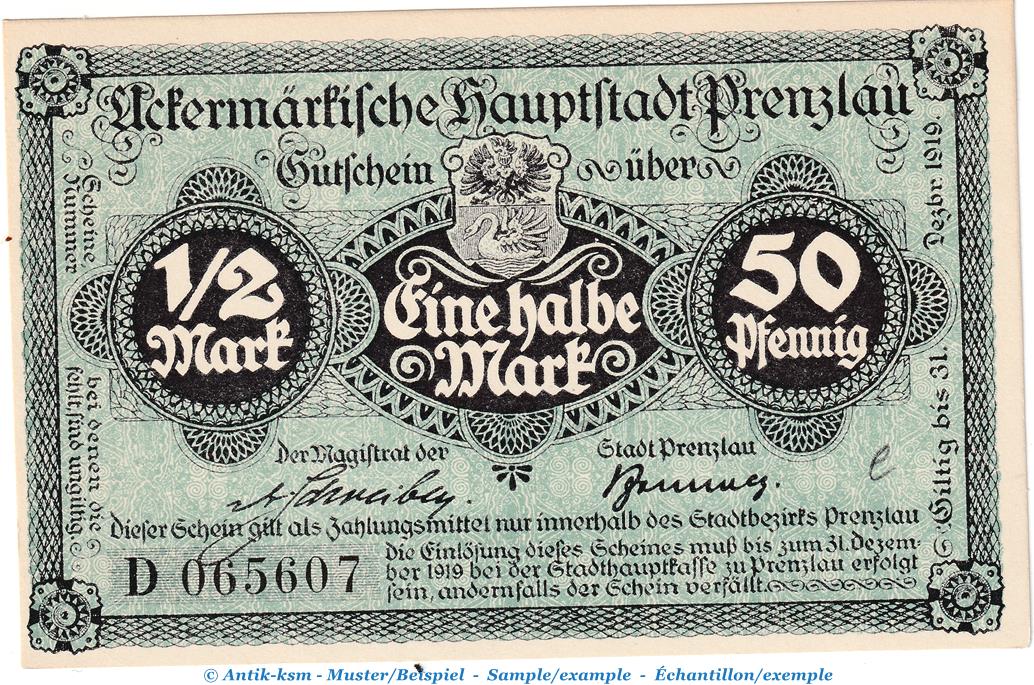 Uckermärkische Hauptstadt Prenzlau
Gutschein über
1/2
Mark
Eine halbe
Mark
50
Pfennig
Scheine
bei denen die
Nummer
fehlt sind ungültig
Giltig bis 31. Dezbr 1919.
Der Magistrat der Stadt Prenzlau
Dieser Schein gilt als Zahlungsmittel nur innerhalb des Stadtbezirks Prenzlau
D 065607
Die Einlösung dieses Scheines muß bis zum 31. Dezem-
ber 1919 bei der Stadthauptkasse zu Prenzlau erfolgt
sein, andernfalls der Schein verfällt.
© Antik-ksm - Muster/Beispiel - Sample/example - Échantillon/exemple